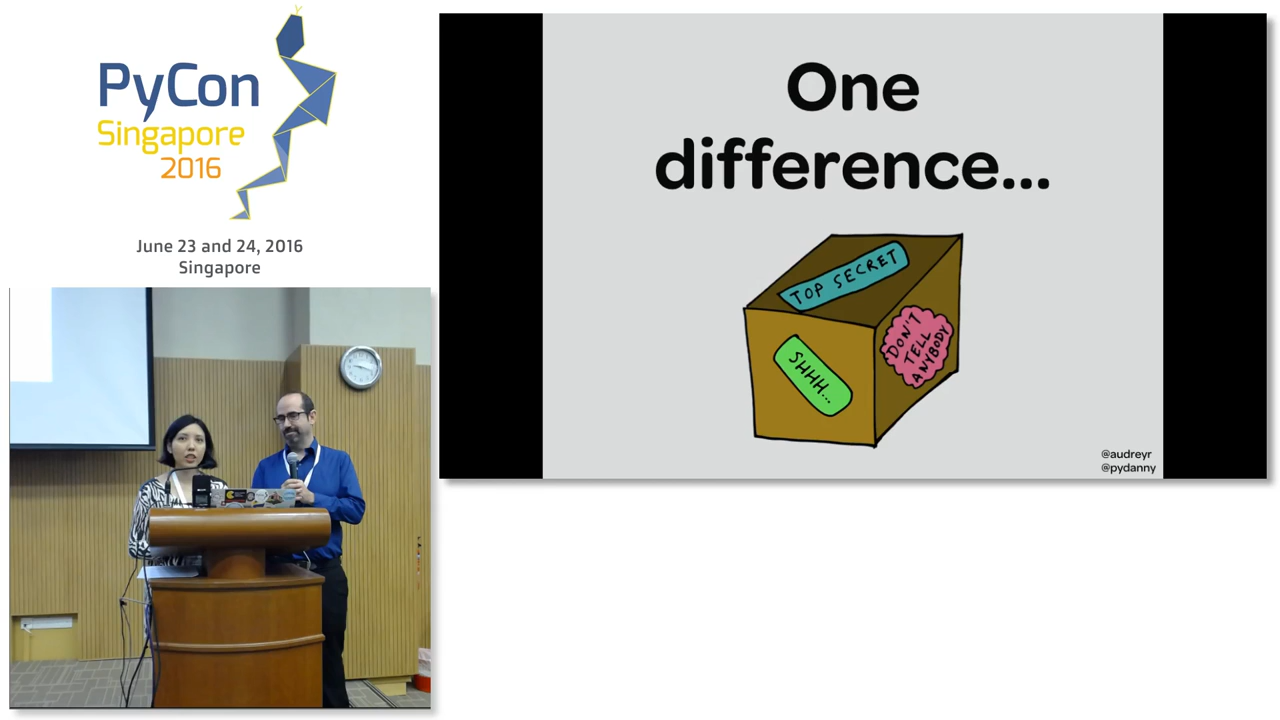 PyCon
Singapore
2016
June 23 and 24, 2016
Singapore
One
difference...
TOP SECRET
SHHH...
DON'T
TELL
ANYBODY
@audreyr
@pydanny